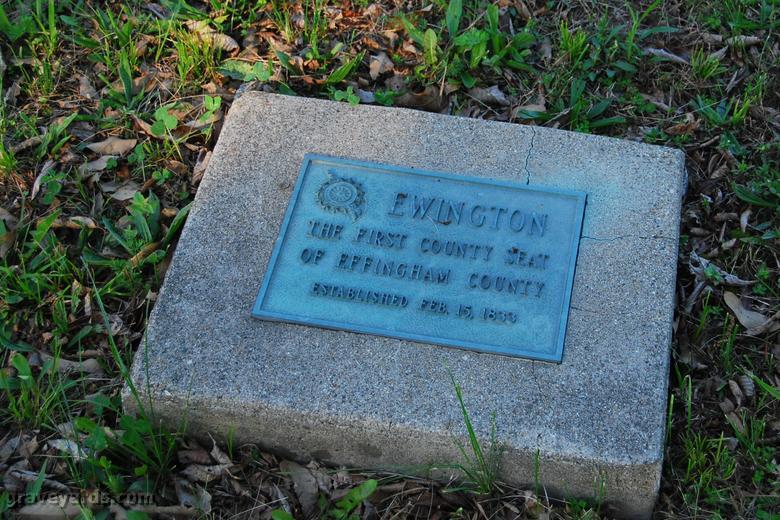 EWINGTON
THE FIRST COUNTY SEAT
OF EFFINGHAM COUNTY
ESTABLISHED FEB. 15, 1833
graveyards.com